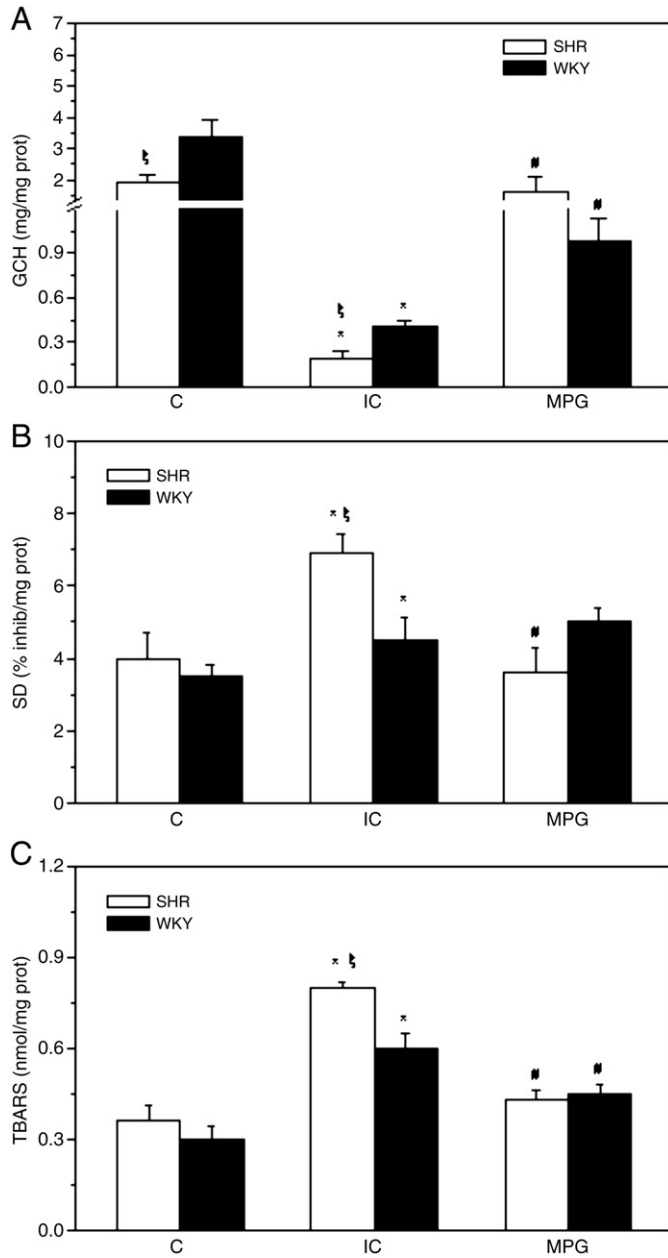 A
7
6
5
4
3
2
0.9
0.6
0.3
0.0
GCH (mg/mg prot)
SHR
WKY
ξ
#
#
ξ
*
*
C IC MPG
B
10
8
6
4
2
0
SD (% inhib/mg prot)
SHR
WKY
* ξ
*
#
C IC MPG
C
1.2
0.9
0.6
0.3
0.0
TBARS (nmol/mg prot)
SHR
WKY
* ξ
*
#
#
C IC MPG